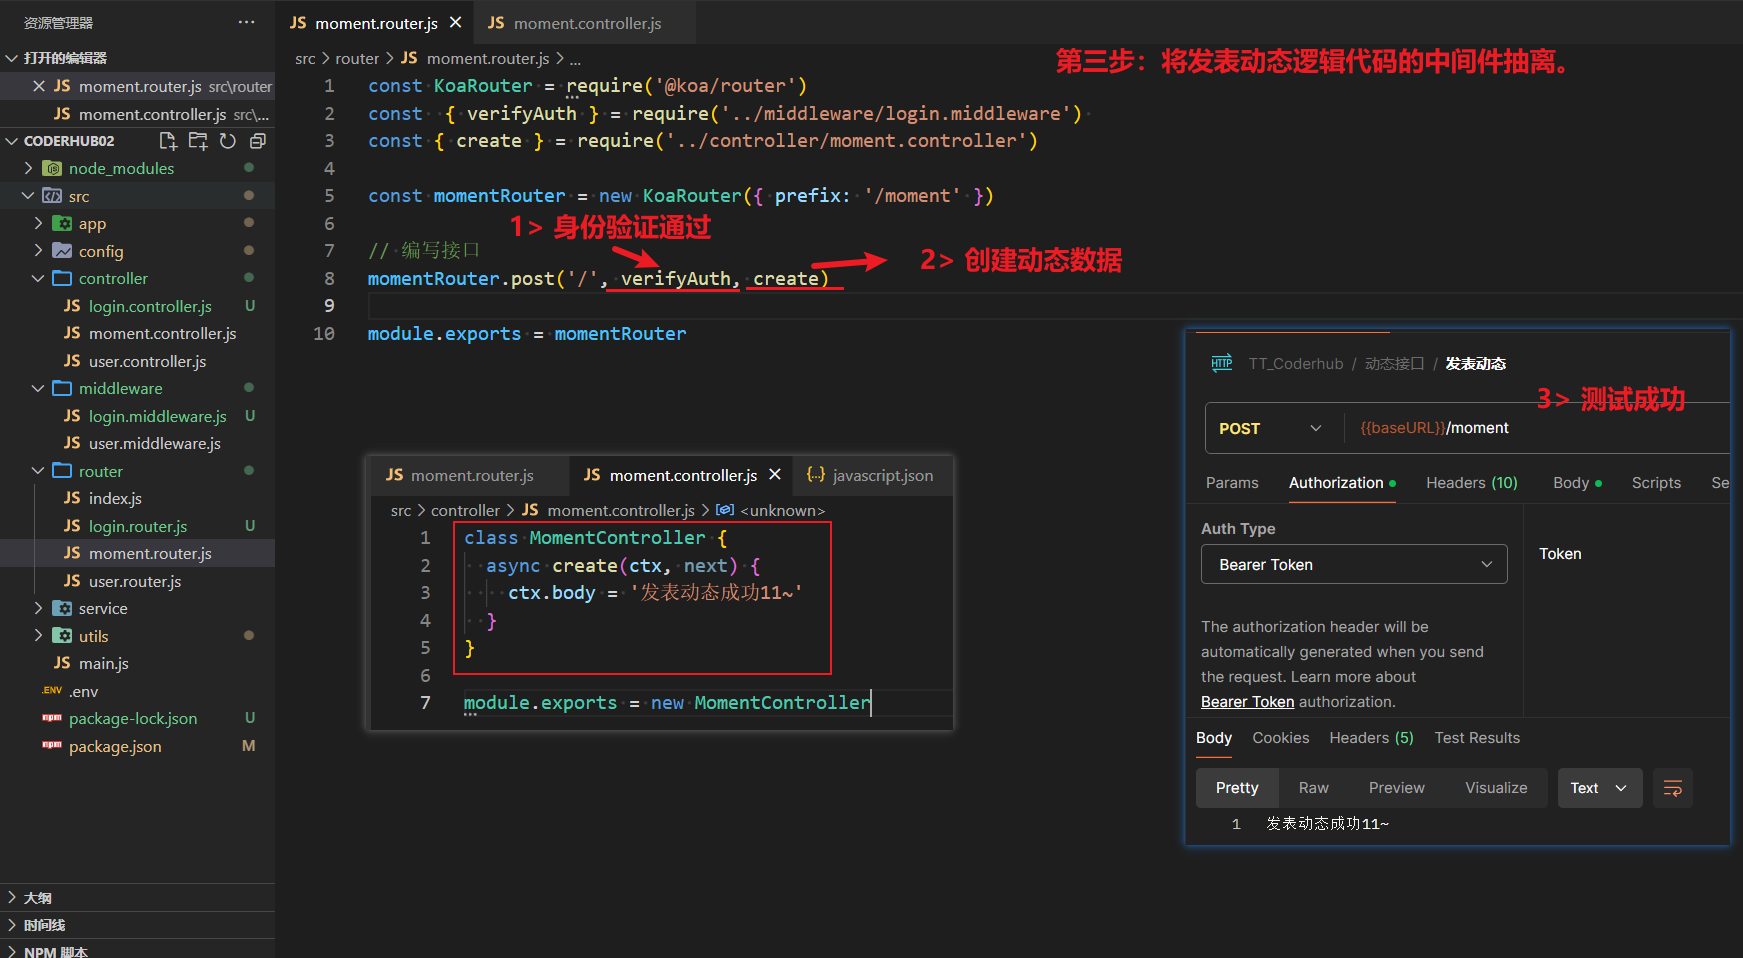 资源管理器 ···
打开的编辑器
JS moment.router.js src\router
JS moment.controller.js src\...
CODERHUB02
node_modules
src
app
config
controller
JS login.controller.js U
JS moment.controller.js
JS user.controller.js
middleware
JS login.middleware.js U
JS user.middleware.js
router
JS index.js
JS login.router.js U
JS moment.router.js
JS user.router.js
service
utils
JS main.js
.ENV .env
npm package-lock.json U
npm package.json M
大纲
时间线
NPM 脚本
JS moment.router.js JS moment.controller.js
src > router > JS moment.router.js > ...
第三步：将发表动态逻辑代码的中间件抽离。
1 const KoaRouter = require('@koa/router')
2 const { verifyAuth } = require('../middleware/login.middleware')
3 const { create } = require('../controller/moment.controller')
4
5 const momentRouter = new KoaRouter({ prefix: '/moment' })
6
1> 身份验证通过
7 // 编写接口
2> 创建动态数据
8 momentRouter.post('/', verifyAuth, create)
9
10 module.exports = momentRouter
JS moment.router.js JS moment.controller.js {..} javascript.json
src > controller > JS moment.controller.js > <unknown>
1 class MomentController {
2 async create(ctx, next) {
3 ctx.body = '发表动态成功11~'
4 }
5 }
6
7 module.exports = new MomentController
HTTP TT_Coderhub / 动态接口 / 发表动态
3> 测试成功
POST {{baseURL}}/moment
Params Authorization Headers (10) Body Scripts Se
Auth Type
Bearer Token
Token
The authorization header will be
automatically generated when you send
the request. Learn more about
Bearer Token authorization.
Body Cookies Headers (5) Test Results
Pretty Raw Preview Visualize Text
1 发表动态成功11~